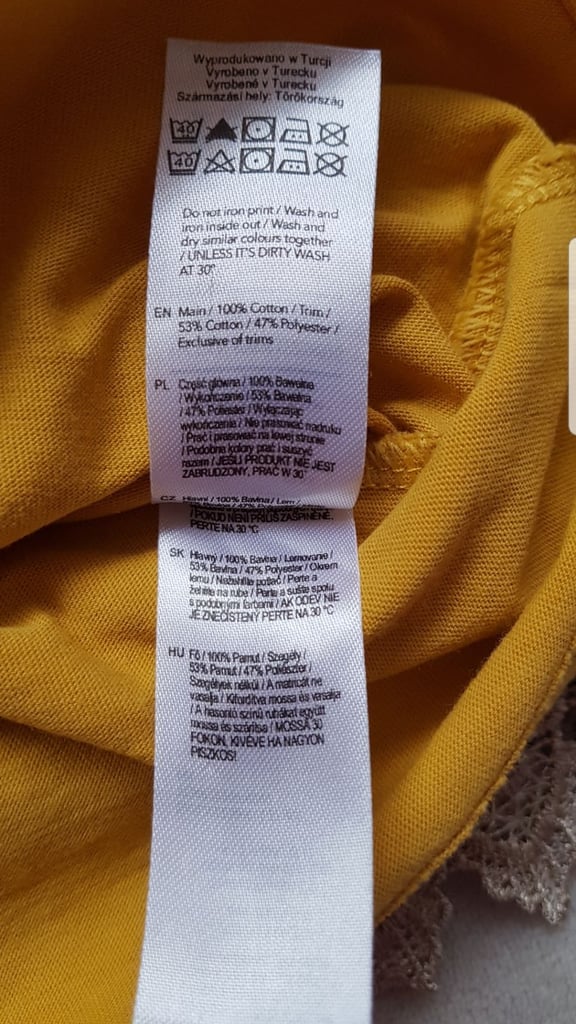 Wyprodukowano w Turcji
Vyrobeno v Turecku
Vyrobené v Turecku
Származási hely: Törökország
40
40
Do not iron print / Wash and
iron inside out / Wash and
dry similar colours together
/ UNLESS IT'S DIRTY WASH
AT 30°
EN Main / 100% Cotton / Trim /
53% Cotton / 47% Polyester /
Exclusive of trims
PL Część główna / 100% Bawełna
/ Wykończenie / 53% Bawełna
/ 47% Poliester / Wyłączając
wykończenie / Nie prasować nadruku
/ Prać i prasować na lewej stronie
/ Podobne kolory prać i suszyć
razem / JEŚLI PRODUKT NIE JEST
ZABRUDZONY, PRAĆ W 30°
CZ Hlavní / 100% Bavlna / Lem /
/ POKUD NENÍ PŘÍLIŠ ZAŠPINĚNÉ,
PERTE NA 30 °C
SK Hlavný / 100% Bavlna / Lemovanie /
53% Bavlna / 47% Polyester / Okrem
lemu / Nežehlite potlač / Perte a
žehlite na rube / Perte a sušte spolu
s podobnými farbami / AK ODEV NIE
JE ZNEČISTENÝ PERTE NA 30 °C
HU Fő / 100% Pamut / Szegély /
53% Pamut / 47% Poliészter /
Szegélyek nélkül / A matricát ne
vasalja / Kifordítva mossa és vasalja
/ A hasonló színű ruhákat együtt
mossa és szárítsa / MOSSA 30
FOKON, KIVÉVE HA NAGYON
PISZKOS!